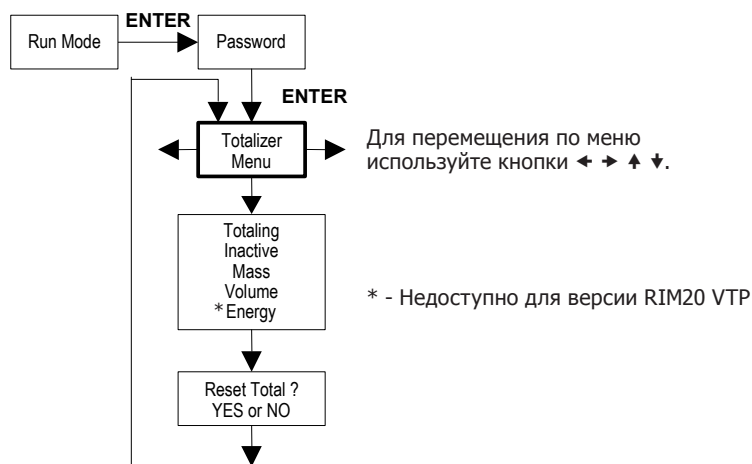 ENTER
Run Mode
Password
ENTER
Totalizer
Menu
Для перемещения по меню
используйте кнопки ← → ↑ ↓.
Totaling
Inactive
Mass
Volume
* Energy
* - Недоступно для версии RIM20 VTP
Reset Total ?
YES or NO